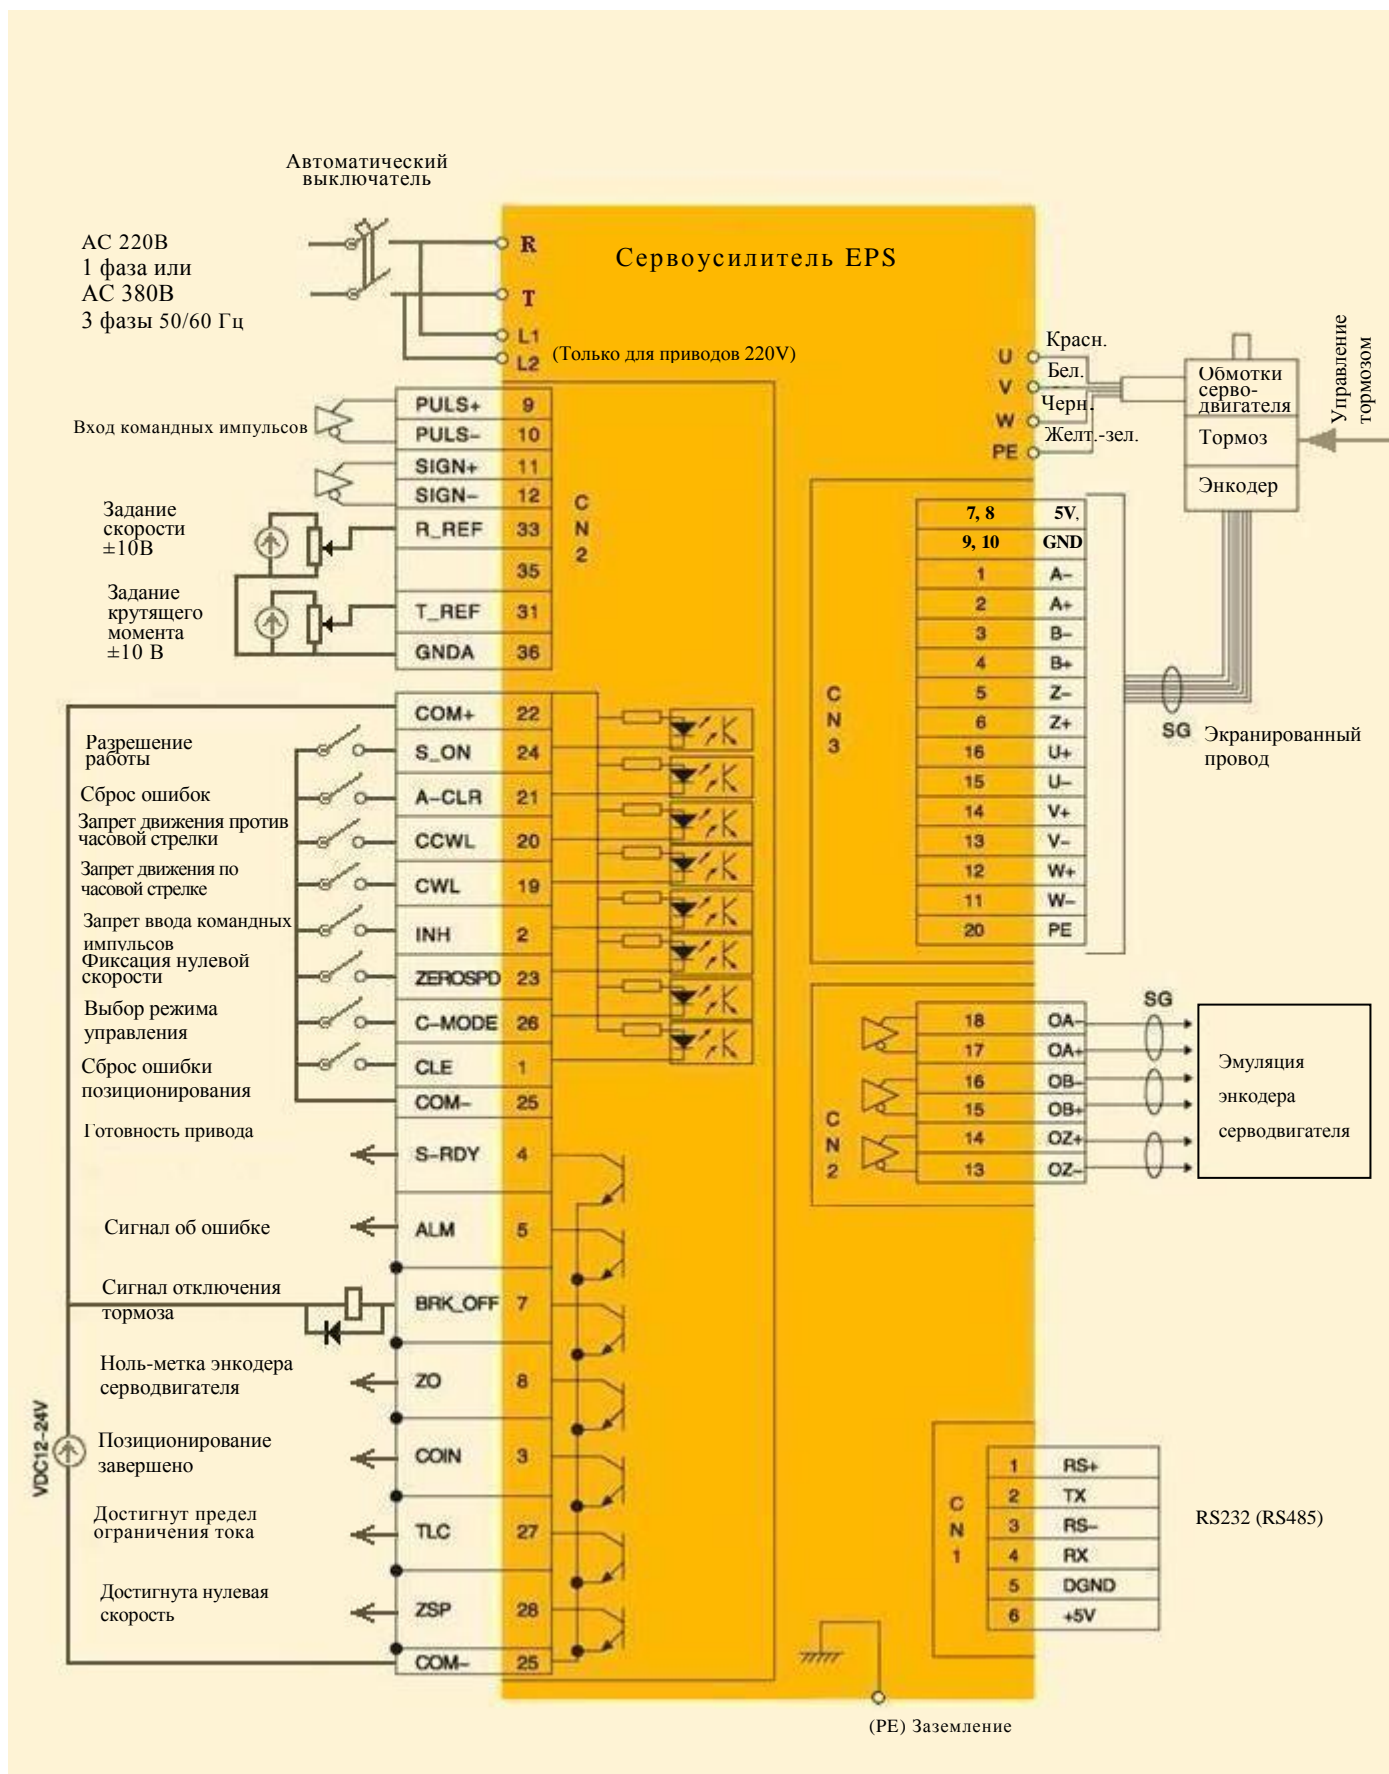 Автоматический
выключатель
АС 220В
1 фаза или
АС 380В
3 фазы 50/60 Гц
R
T
L1
L2
(Только для приводов 220V)
Сервоусилитель EPS
U
V
W
PE
Красн.
Бел.
Черн.
Желт.-зел.
Обмотки
серво-
двигателя
Тормоз
Энкодер
Управление
тормозом
Вход командных импульсов
PULS+ 9
PULS- 10
SIGN+ 11
SIGN- 12
Задание
скорости
±10В
R_REF 33
35
Задание
крутящего
момента
±10 В
T_REF 31
GNDA 36
C
N
2
COM+ 22
Разрешение
работы
S_ON 24
Сброс ошибок
A-CLR 21
Запрет движения против
часовой стрелки
CCWL 20
Запрет движения по
часовой стрелке
CWL 19
Запрет ввода командных
импульсов
INH 2
Фиксация нулевой
скорости
ZEROSPD 23
Выбор режима
управления
C-MODE 26
Сброс ошибки
позиционирования
CLE 1
COM- 25
Готовность привода
S-RDY 4
Сигнал об ошибке
ALM 5
Сигнал отключения
тормоза
BRK_OFF 7
Ноль-метка энкодера
серводвигателя
ZO 8
VDC12-24V
Позиционирование
завершено
COIN 3
Достигнут предел
ограничения тока
TLC 27
Достигнута нулевая
скорость
ZSP 28
COM- 25
C
N
3
7, 8 5V.
9, 10 GND
1 A-
2 A+
3 B-
4 B+
5 Z-
6 Z+
16 U+
15 U-
14 V+
13 V-
12 W+
11 W-
20 PE
SG
Экранированный
провод
C
N
2
18 OA-
17 OA+
16 OB-
15 OB+
14 OZ+
13 OZ-
SG
Эмуляция
энкодера
серводвигателя
C
N
1
1 RS+
2 TX
3 RS-
4 RX
5 DGND
6 +5V
RS232 (RS485)
(PE) Заземление